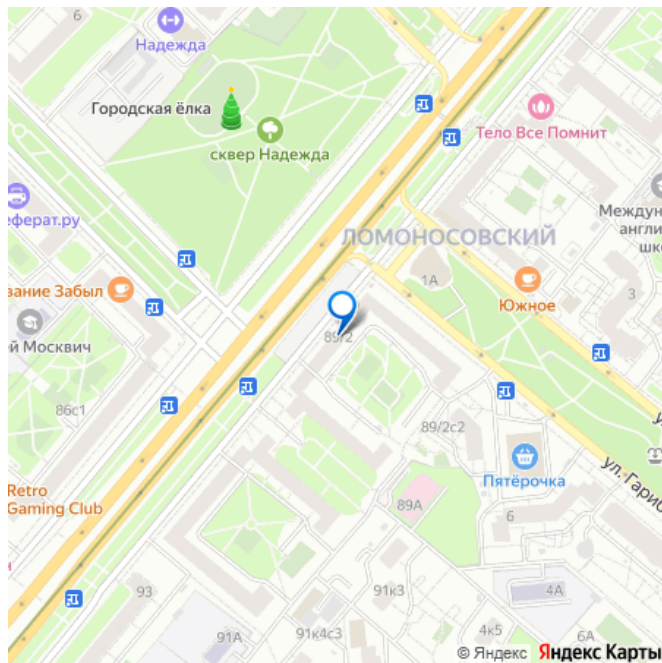 6
Надежда
Городская ёлка
сквер Надежда
Тело Все Помнит
еферат.ру
Междун
англи
шко
ЛОМОНОСОВСКИЙ
1А
3
вание Забыл
Южное
й Москвич
89/2
86с1
89/2с2
Пятёрочка
ул. Гариб
Retro
Gaming Club
89А
6
93
91к3
4А
91А
91к4с3
4к5
6А
© Яндекс Яндекс Карты